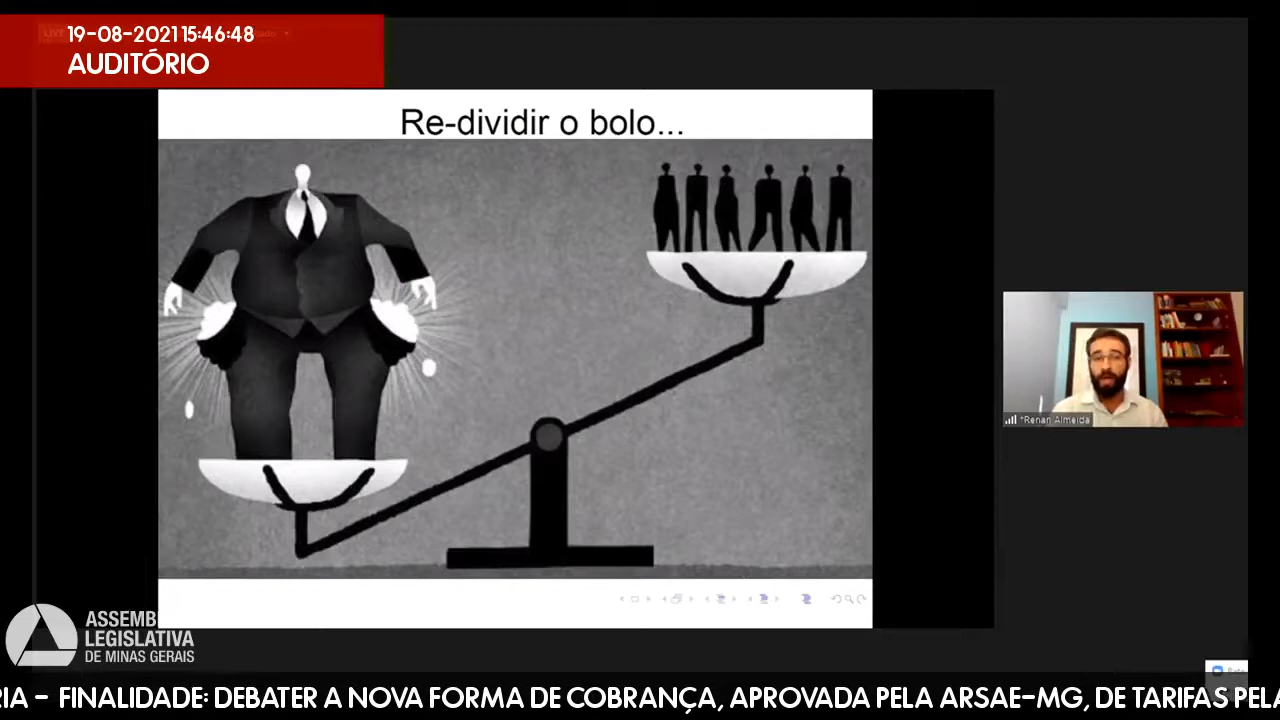 19-08-2021 15:46:48
AUDITÓRIO
Re-dividir o bolo...
*Renan Almeida
ASSEMB
LEGISLATIVA
DE MINAS GERAIS
RIA - FINALIDADE: DEBATER A NOVA FORMA DE COBRANÇA, APROVADA PELA ARSAE-MG, DE TARIFAS PELA